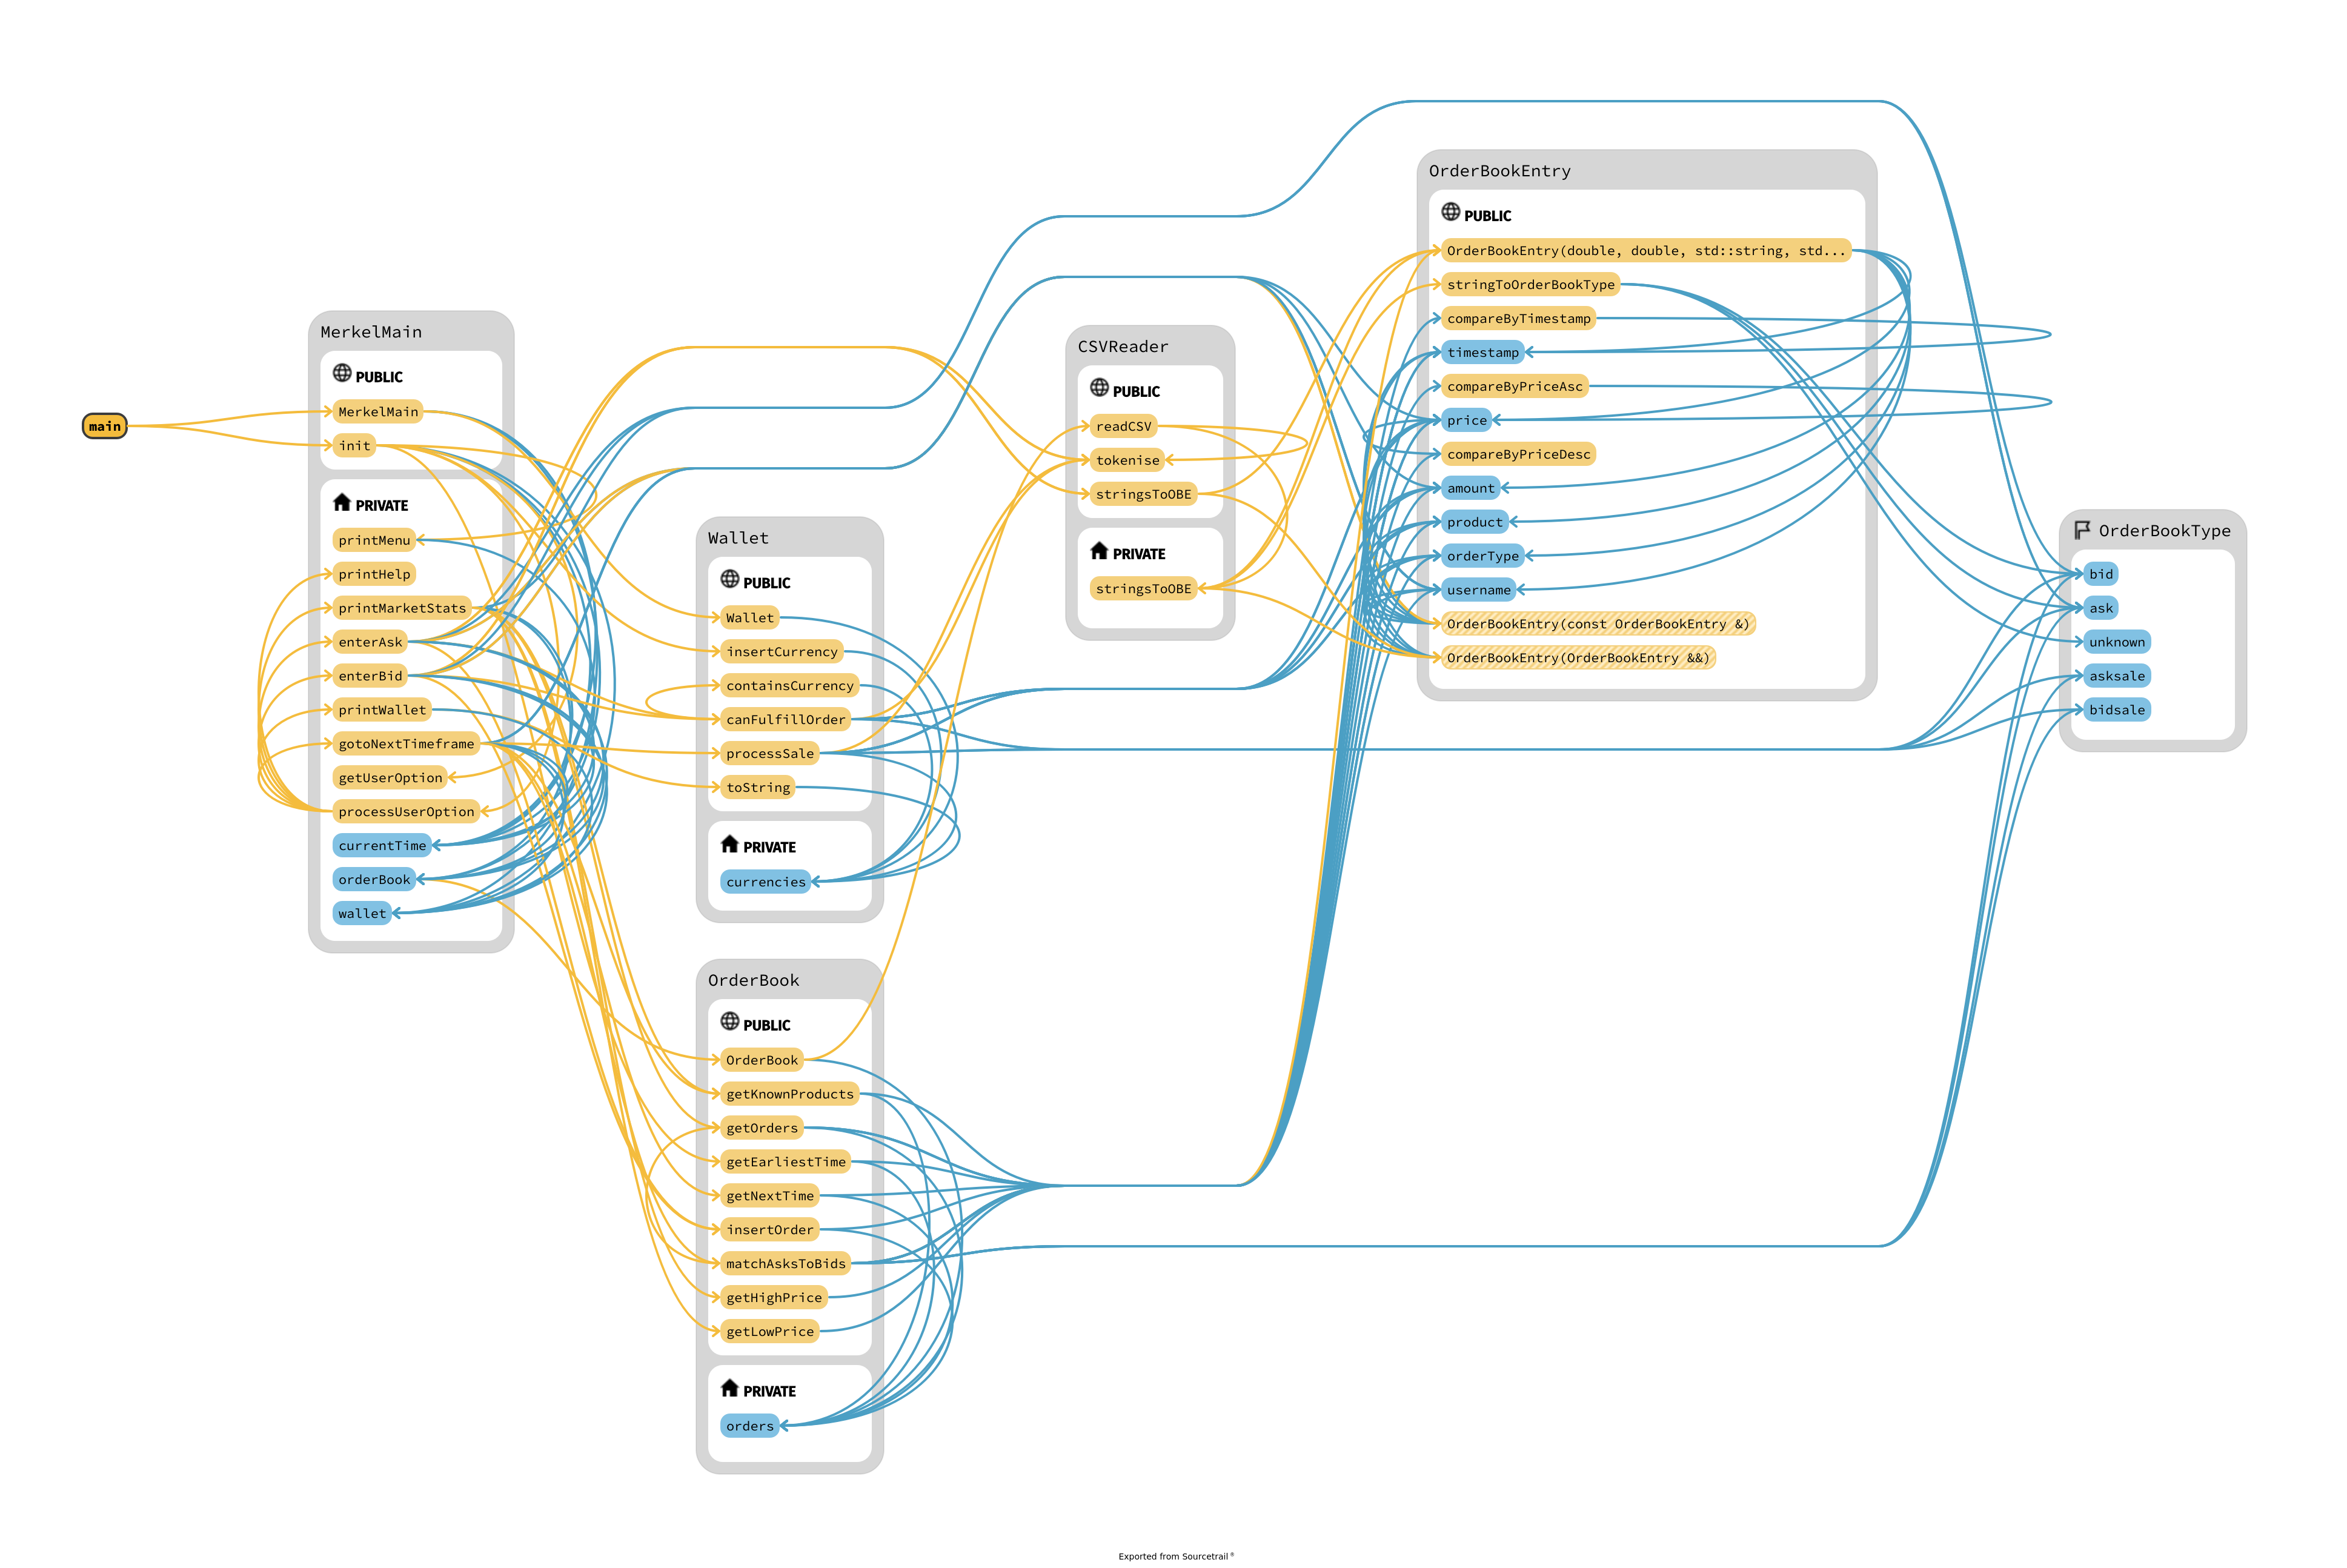 main
MerkelMain
PUBLIC
MerkelMain
init
PRIVATE
printMenu
printHelp
printMarketStats
enterAsk
enterBid
printWallet
gotoNextTimeframe
getUserOption
processUserOption
currentTime
orderBook
wallet
Wallet
PUBLIC
Wallet
insertCurrency
containsCurrency
canFulfillOrder
processSale
toString
PRIVATE
currencies
OrderBook
PUBLIC
OrderBook
getKnownProducts
getOrders
getEarliestTime
getNextTime
insertOrder
matchAsksToBids
getHighPrice
getLowPrice
PRIVATE
orders
CSVReader
PUBLIC
readCSV
tokenise
stringsToOBE
PRIVATE
stringsToOBE
OrderBookEntry
PUBLIC
OrderBookEntry(double, double, std::string, std...
stringToOrderBookType
compareByTimestamp
timestamp
compareByPriceAsc
price
compareByPriceDesc
amount
product
orderType
username
OrderBookEntry(const OrderBookEntry &)
OrderBookEntry(OrderBookEntry &&)
OrderBookType
bid
ask
unknown
asksale
bidsale
Exported from Sourcetrail ®